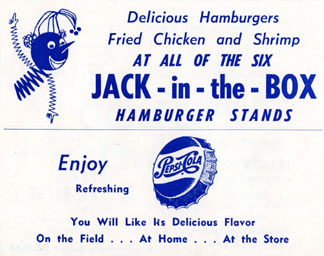 Delicious Hamburgers
Fried Chicken and Shrimp
AT ALL OF THE SIX
JACK - in - the - BOX
HAMBURGER STANDS
Enjoy
Refreshing
PEPSI-COLA
You Will Like Its Delicious Flavor
On the Field . . . At Home . . . At the Store